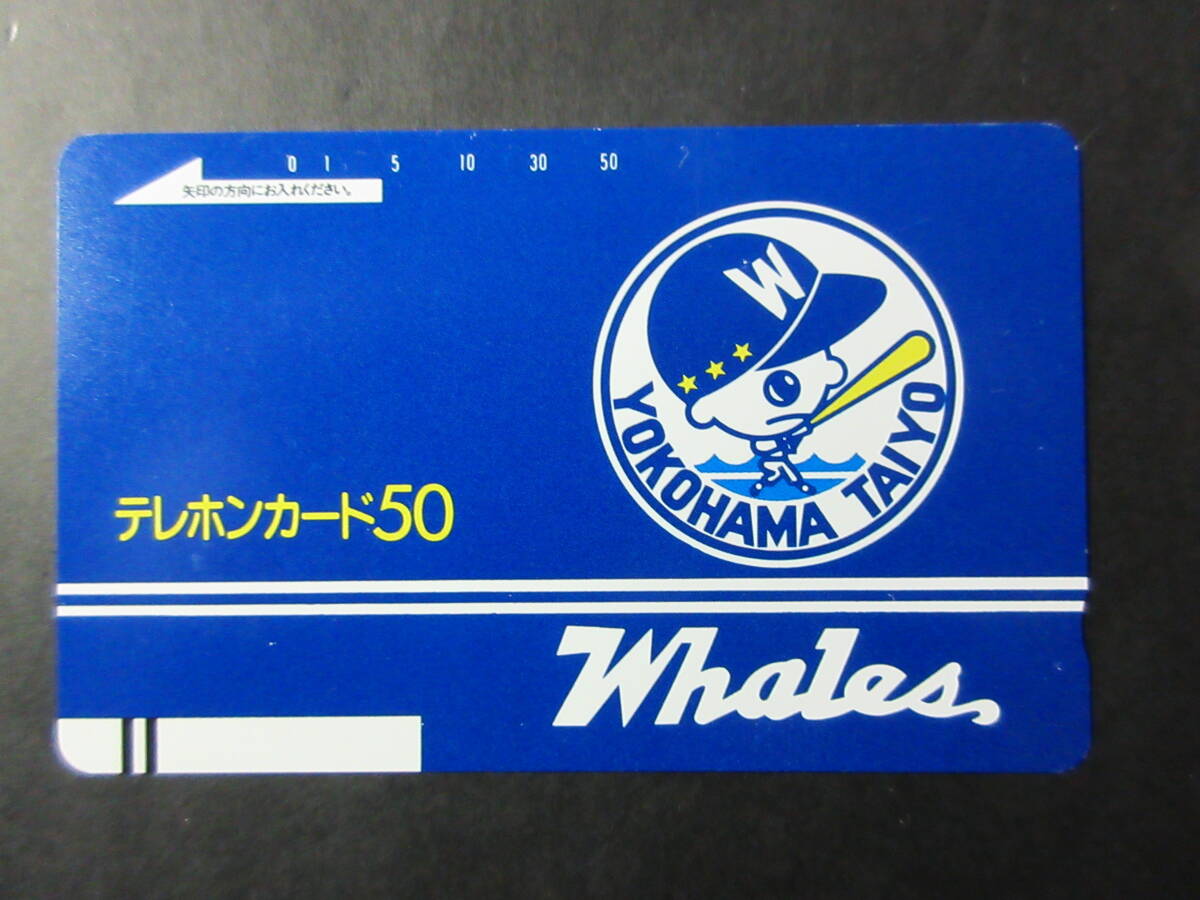 0 1 5 10 30 50
矢印の方向にお入れください。
W
YOKOHAMA TAIYO
テレホンカード50
Whales